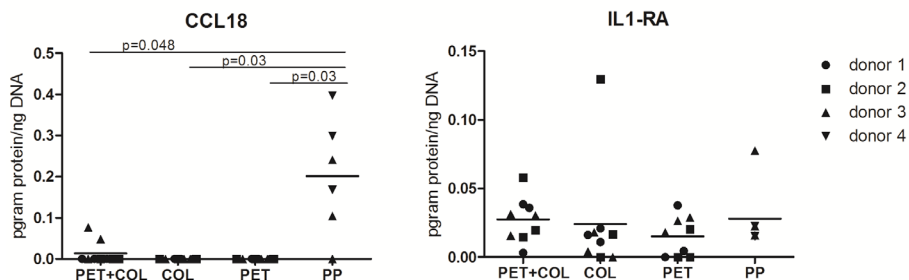 CCL18
p=0.048
p=0.03
p=0.03
0.5
0.4
0.3
0.2
0.1
0.0
pgram protein/ng DNA
PET+COL COL PET PP
IL1-RA
0.15
0.10
0.05
0.00
pgram protein/ng DNA
PET+COL COL PET PP
donor 1
donor 2
donor 3
donor 4